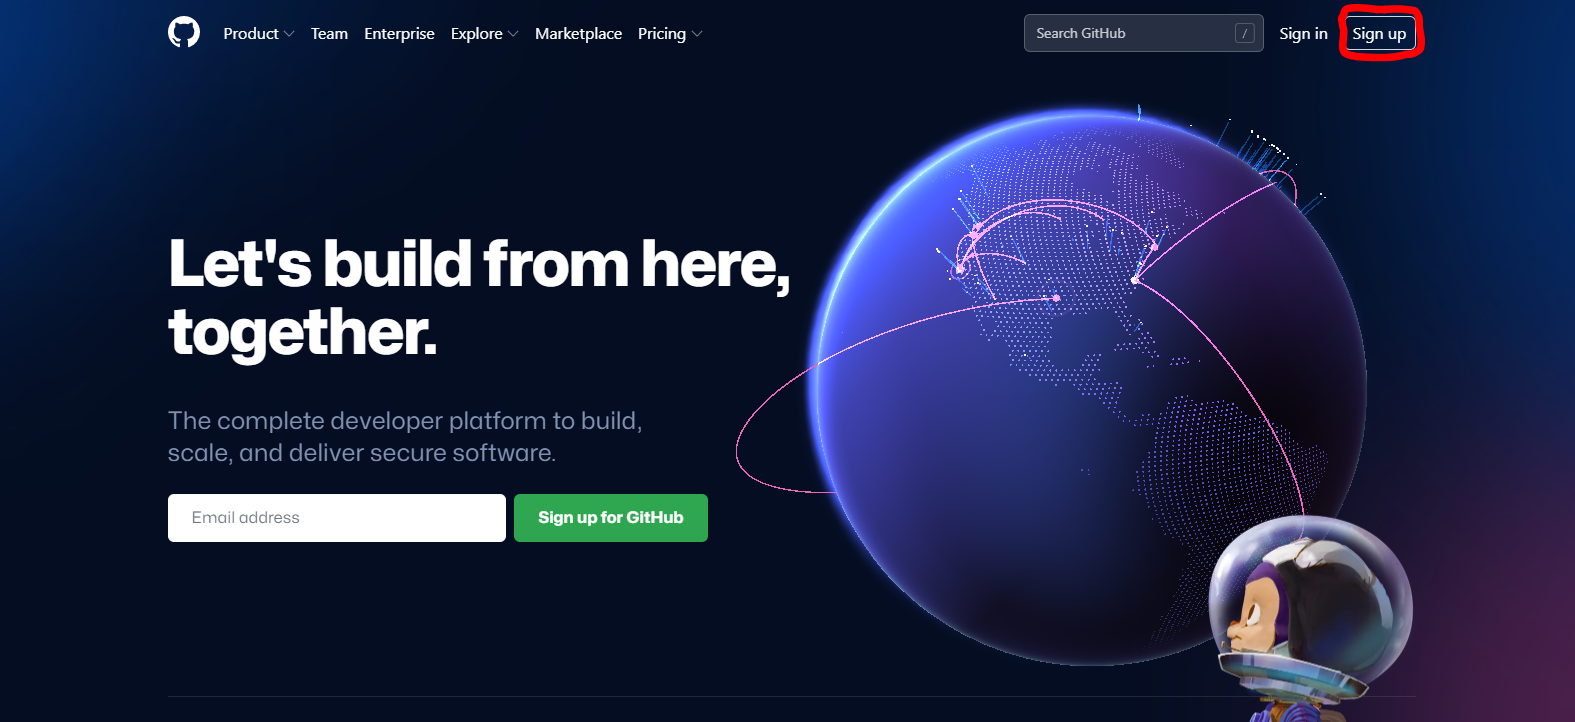 Product Team Enterprise Explore Marketplace Pricing Search GitHub / Sign in Sign up
Let's build from here,
together.
The complete developer platform to build,
scale, and deliver secure software.
Email address Sign up for GitHub